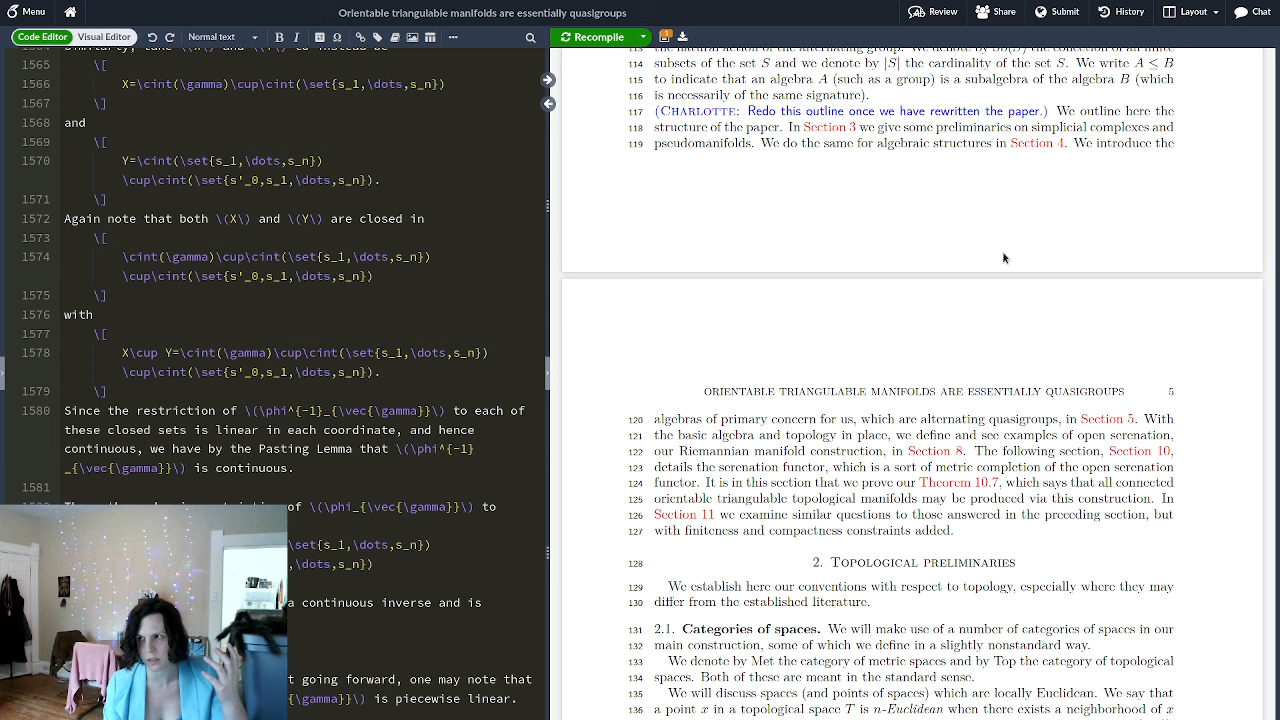 Menu
Orientable triangulable manifolds are essentially quasigroups
Review
Share
Submit
History
Layout
Chat
Code Editor
Visual Editor
Normal text
B
I
Ω
Recompile
1
1565 \[
1566 X=\cint(\gamma)\cup\cint(\set{s_1,\dots,s_n})
1567 \]
1568 and
1569 \[
1570 Y=\cint(\set{s_1,\dots,s_n})
\cup\cint(\set{s'_0,s_1,\dots,s_n}).
1571 \]
1572 Again note that both \(X\) and \(Y\) are closed in
1573 \[
1574 \cint(\gamma)\cup\cint(\set{s_1,\dots,s_n})
\cup\cint(\set{s'_0,s_1,\dots,s_n})
1575 \]
1576 with
1577 \[
1578 X\cup Y=\cint(\gamma)\cup\cint(\set{s_1,\dots,s_n})
\cup\cint(\set{s'_0,s_1,\dots,s_n}).
1579 \]
1580 Since the restriction of \(\phi^{-1}_{\vec{\gamma}}\) to each of
these closed sets is linear in each coordinate, and hence
continuous, we have by the Pasting Lemma that \(\phi^{-1}
_{\vec{\gamma}}\) is continuous.
1581
of \(\phi_{\vec{\gamma}}\) to
\set{s_1,\dots,s_n})
,\dots,s_n})
a continuous inverse and is
t going forward, one may note that
{\gamma}}\) is piecewise linear.
113 the natural action of the alternating group. We denote by Sb(S) the collection of all finite
114 subsets of the set S and we denote by |S| the cardinality of the set S. We write A ≤ B
115 to indicate that an algebra A (such as a group) is a subalgebra of the algebra B (which
116 is necessarily of the same signature).
117 (CHARLOTTE: Redo this outline once we have rewritten the paper.) We outline here the
118 structure of the paper. In Section 3 we give some preliminaries on simplicial complexes and
119 pseudomanifolds. We do the same for algebraic structures in Section 4. We introduce the
ORIENTABLE TRIANGULABLE MANIFOLDS ARE ESSENTIALLY QUASIGROUPS 5
120 algebras of primary concern for us, which are alternating quasigroups, in Section 5. With
121 the basic algebra and topology in place, we define and see examples of open serenation,
122 our Riemannian manifold construction, in Section 8. The following section, Section 10,
123 details the serenation functor, which is a sort of metric completion of the open serenation
124 functor. It is in this section that we prove our Theorem 10.7, which says that all connected
125 orientable triangulable topological manifolds may be produced via this construction. In
126 Section 11 we examine similar questions to those answered in the preceding section, but
127 with finiteness and compactness constraints added.
128 2. TOPOLOGICAL PRELIMINARIES
129 We establish here our conventions with respect to topology, especially where they may
130 differ from the established literature.
131 2.1. Categories of spaces. We will make use of a number of categories of spaces in our
132 main construction, some of which we define in a slightly nonstandard way.
133 We denote by Met the category of metric spaces and by Top the category of topological
134 spaces. Both of these are meant in the standard sense.
135 We will discuss spaces (and points of spaces) which are locally Euclidean. We say that
136 a point x in a topological space T is n-Euclidean when there exists a neighborhood of x